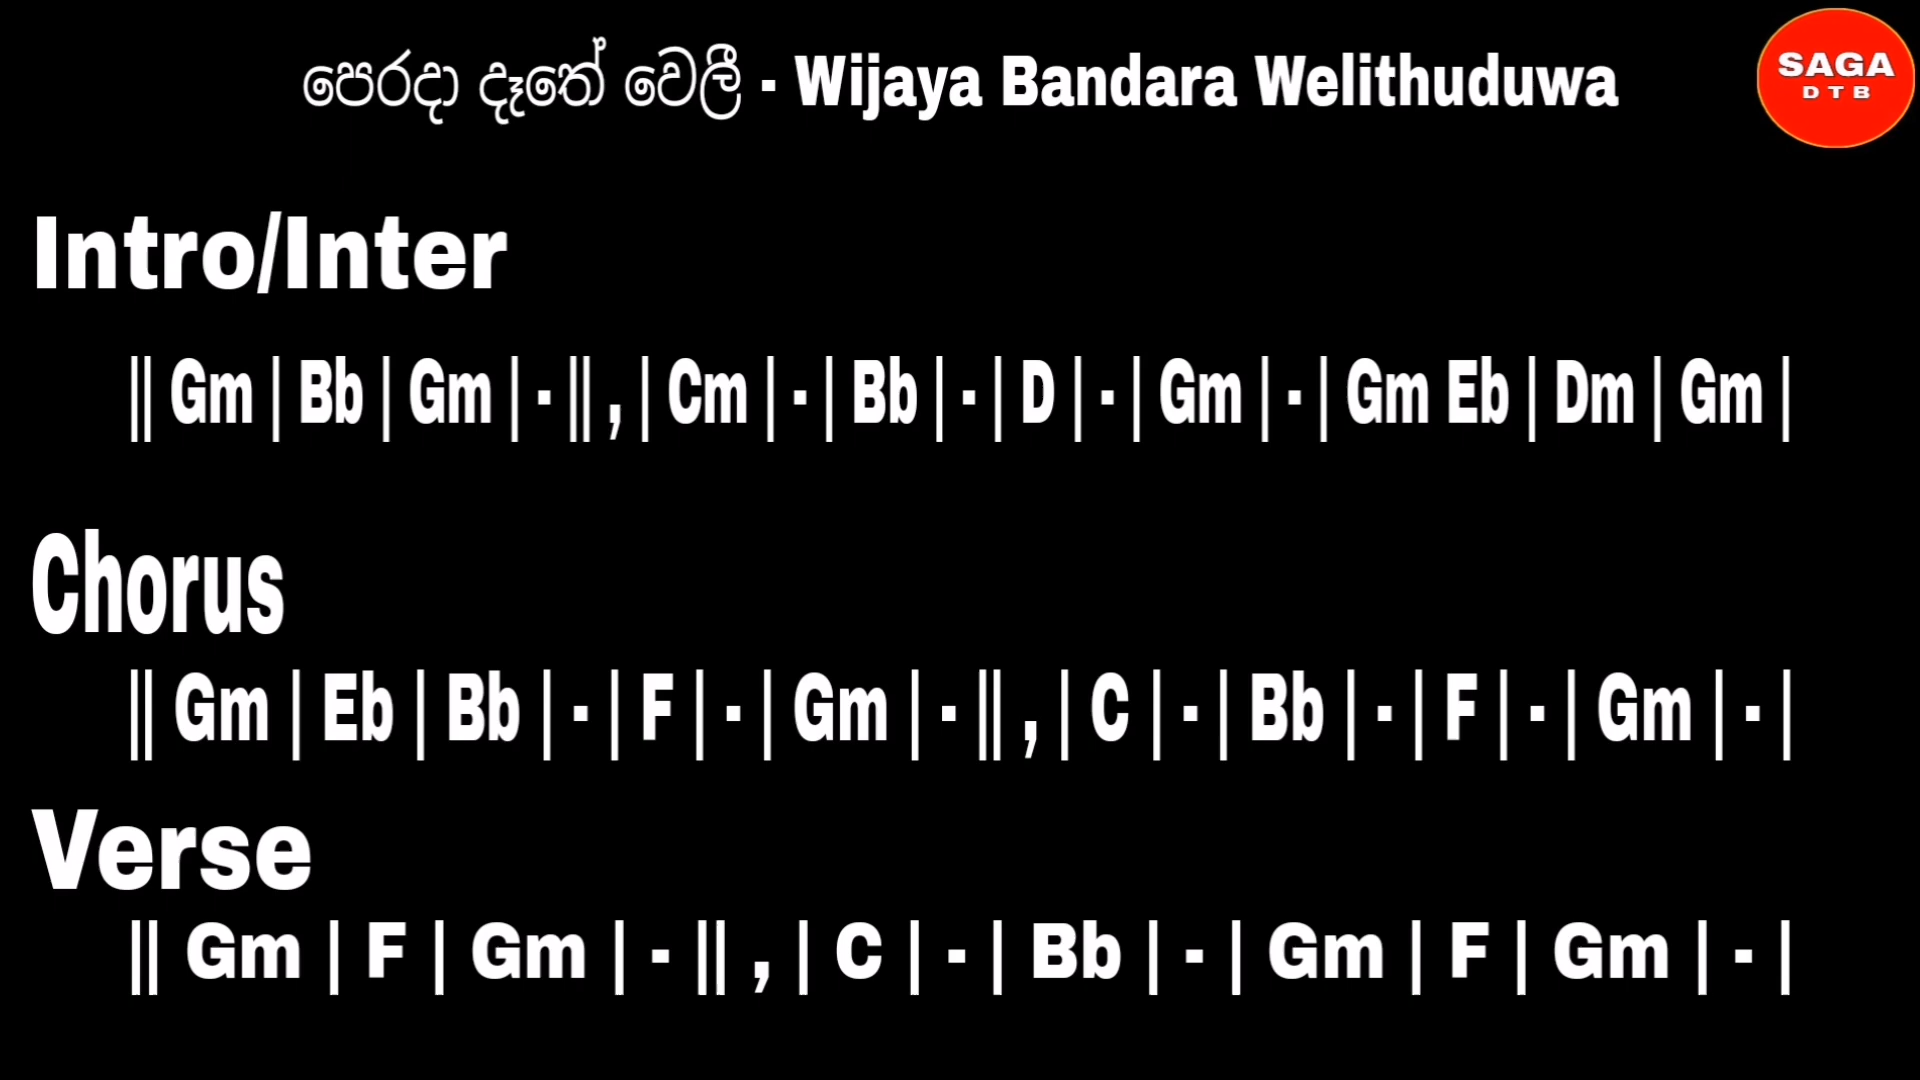 පෙරදා දෑතේ වෙලී - Wijaya Bandara Welithuduwa
SAGA
DTB
Intro/Inter
|| Gm | Bb | Gm | - || , | Cm | - | Bb | - | D | - | Gm | - | Gm Eb | Dm | Gm |
Chorus
|| Gm | Eb | Bb | - | F | - | Gm | - || , | C | - | Bb | - | F | - | Gm | - |
Verse
|| Gm | F | Gm | - || , | C | - | Bb | - | Gm | F | Gm | - |